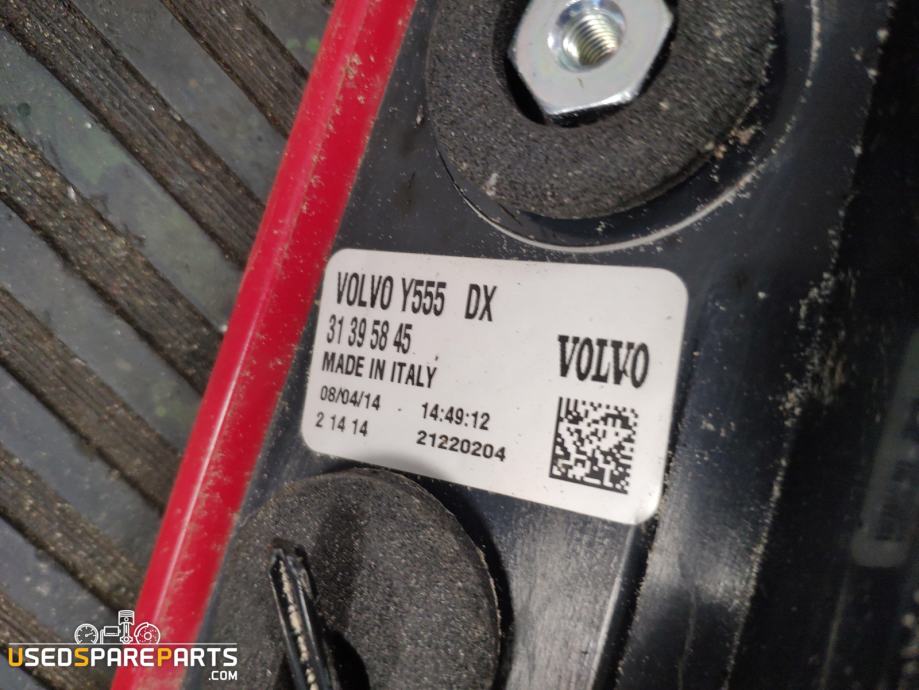 VOLVO Y555 DX
31 39 58 45
MADE IN ITALY
08/04/14 14:49:12
2 14 14 21220204
VOLVO
USEDSPAREPARTS
.COM